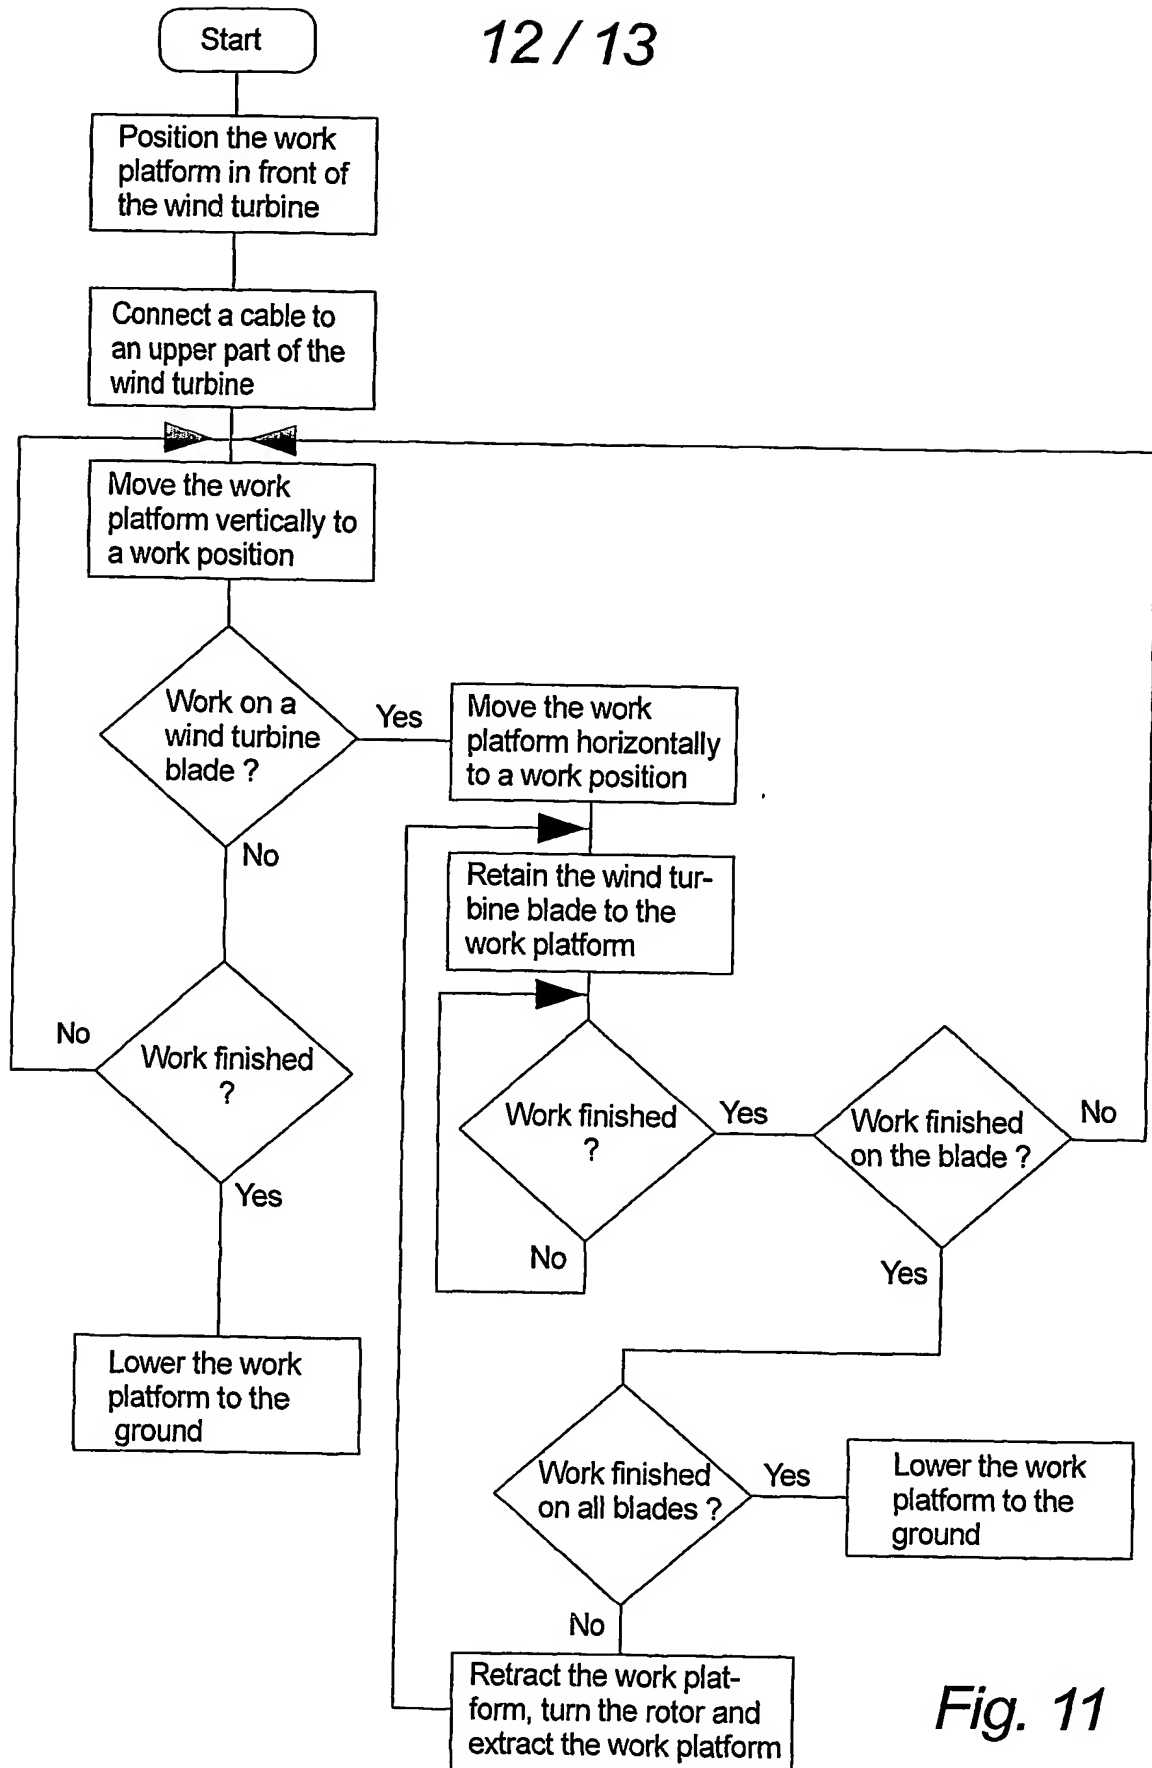 12 / 13
Start
Position the work
platform in front of
the wind turbine
Connect a cable to
an upper part of the
wind turbine
Move the work
platform vertically to
a work position
Work on a
wind turbine
blade ?
Yes
No
Move the work
platform horizontally
to a work position
Retain the wind tur-
bine blade to the
work platform
Work finished
?
No
Yes
Work finished
?
Yes
No
Work finished
on the blade ?
No
Yes
Lower the work
platform to the
ground
Work finished
on all blades ?
Yes
No
Lower the work
platform to the
ground
Retract the work plat-
form, turn the rotor and
extract the work platform
Fig. 11